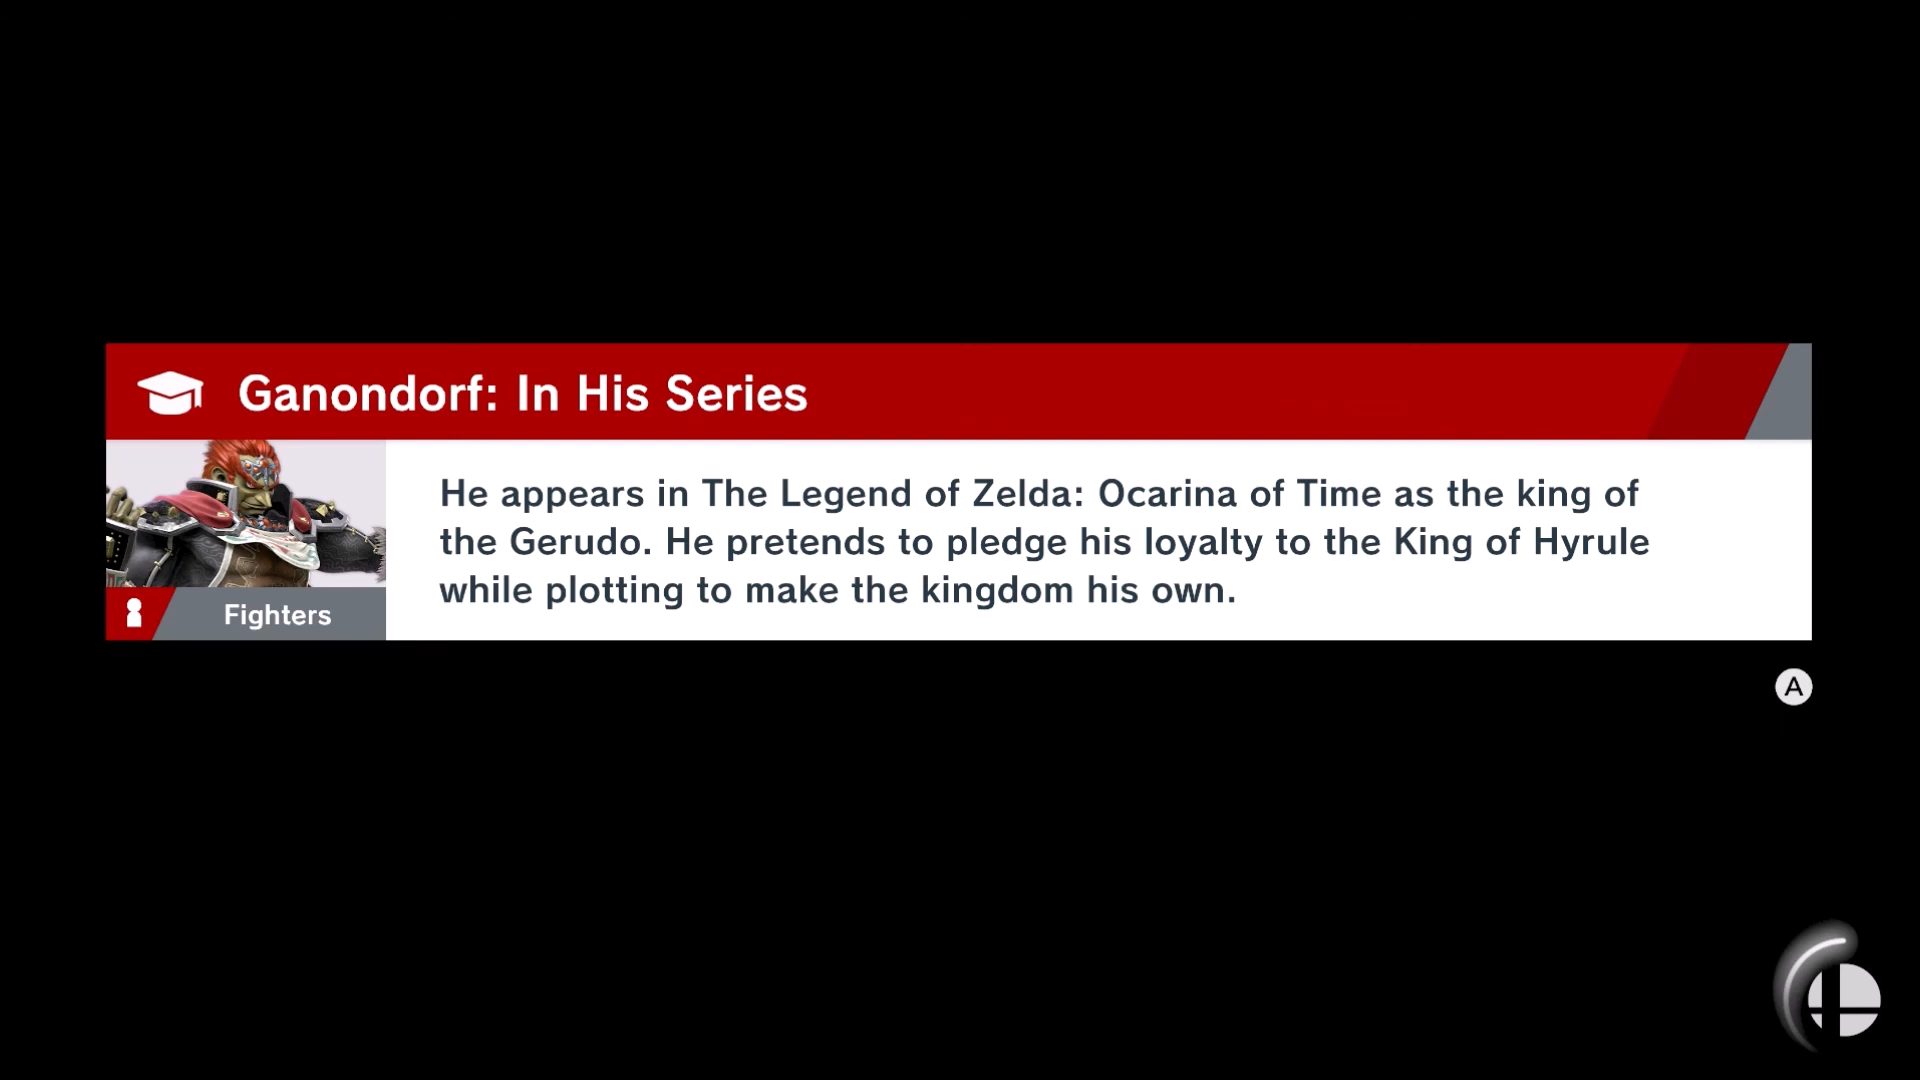 Ganondorf: In His Series
He appears in The Legend of Zelda: Ocarina of Time as the king of
the Gerudo. He pretends to pledge his loyalty to the King of Hyrule
while plotting to make the kingdom his own.
Fighters
A